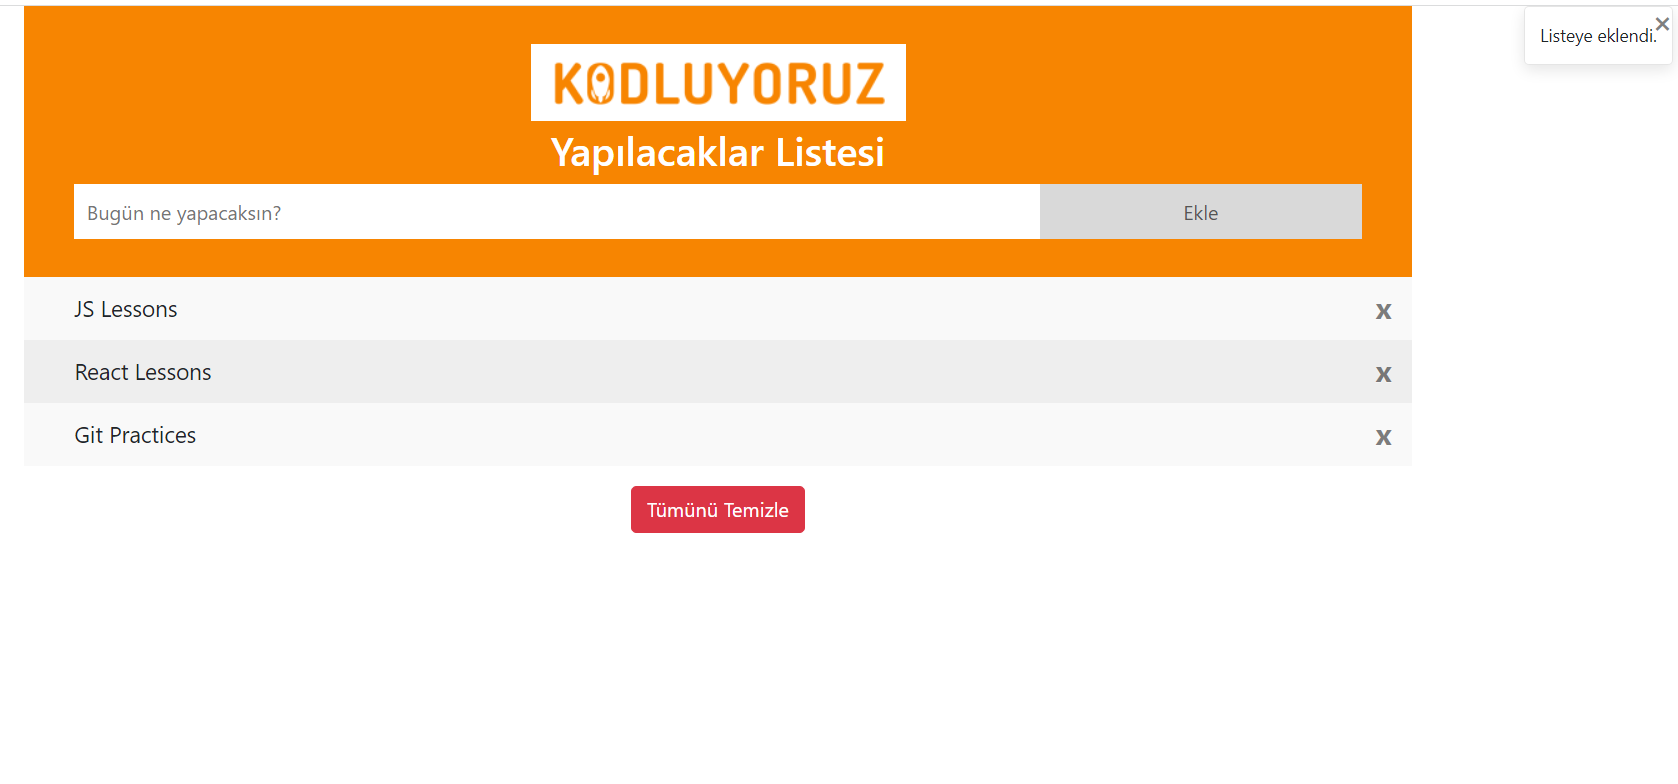 Listeye eklendi.
×
KODLUYORUZ
Yapılacaklar Listesi
Bugün ne yapacaksın?
Ekle
JS Lessons
x
React Lessons
x
Git Practices
x
Tümünü Temizle